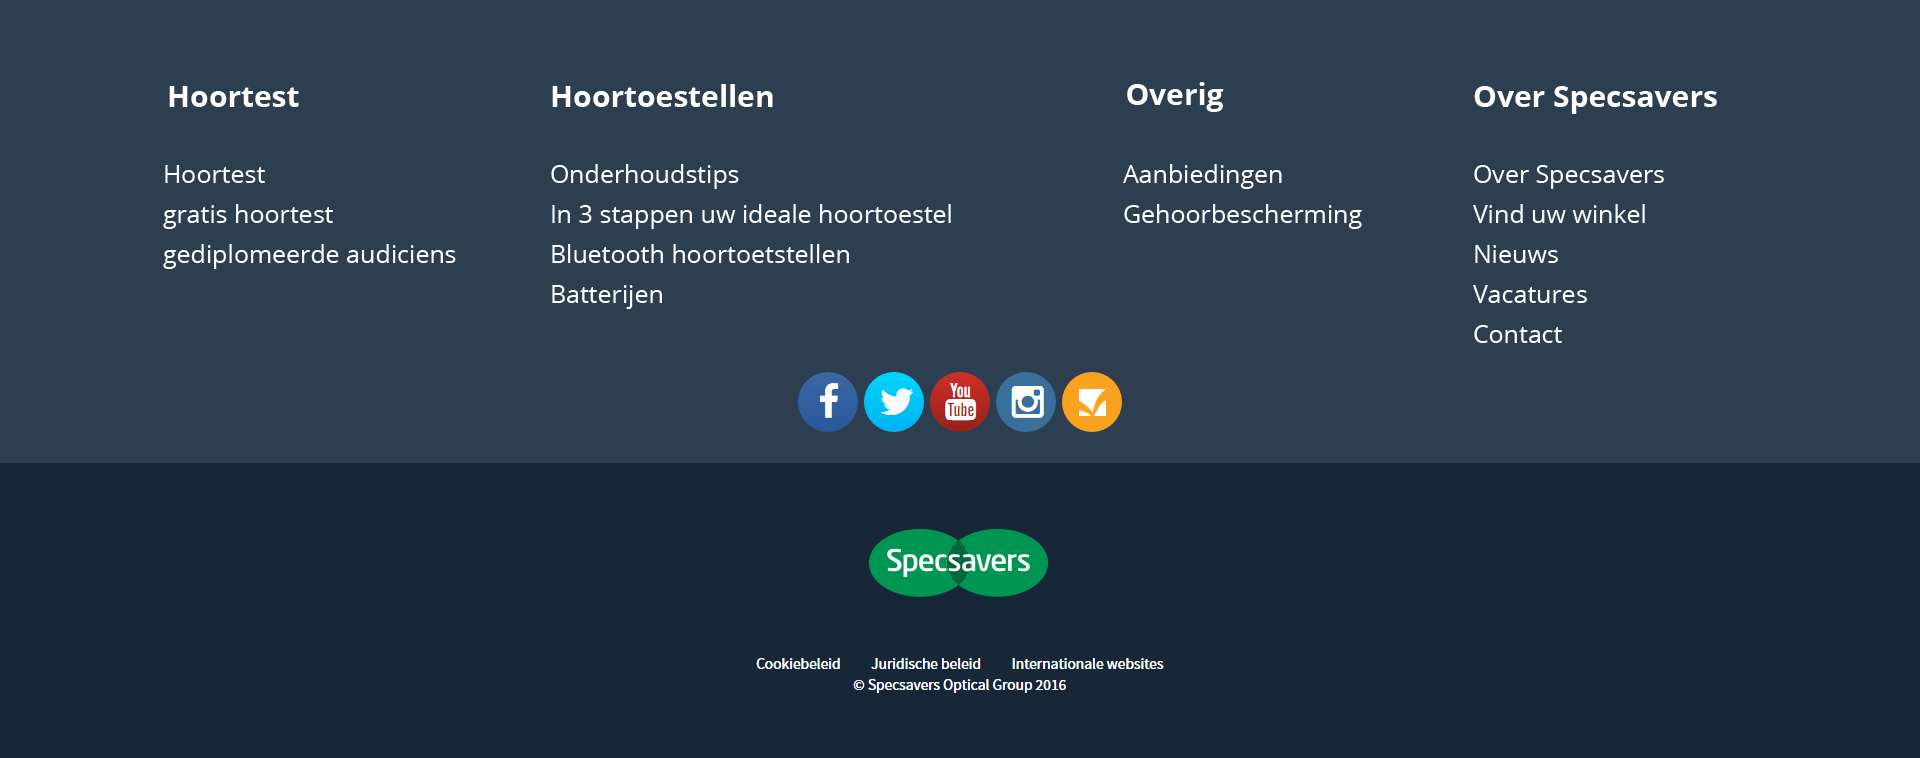 Hoortest
Hoortest
gratis hoortest
gediplomeerde audiciens
Hoortoestellen
Onderhoudstips
In 3 stappen uw ideale hoortoestel
Bluetooth hoortoetstellen
Batterijen
Overig
Aanbiedingen
Gehoorbescherming
Over Specsavers
Over Specsavers
Vind uw winkel
Nieuws
Vacatures
Contact
You
Tube
Specsavers
Cookiebeleid Juridische beleid Internationale websites
© Specsavers Optical Group 2016